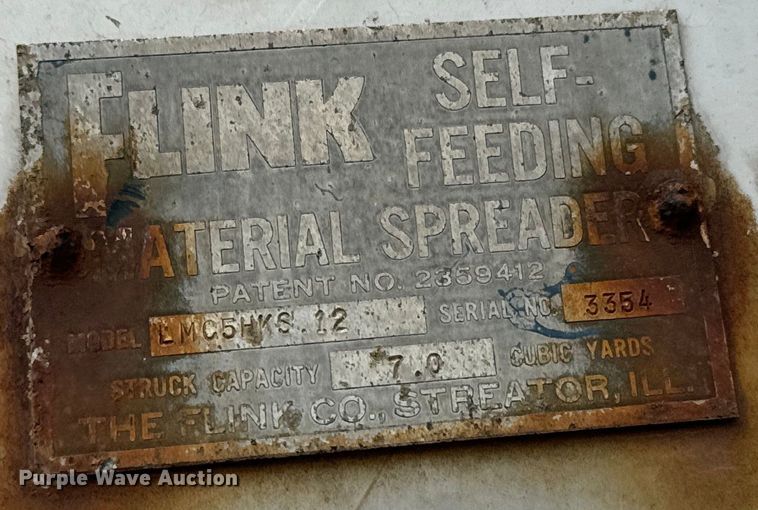 FLINK SELF-
FEEDING
MATERIAL SPREADER
PATENT NO. 2359412
MODEL LMC5HKS.12 SERIAL NO. 3354
STRUCK CAPACITY 7.0 CUBIC YARDS
THE FLINK CO., STREATOR, ILL.
Purple Wave Auction